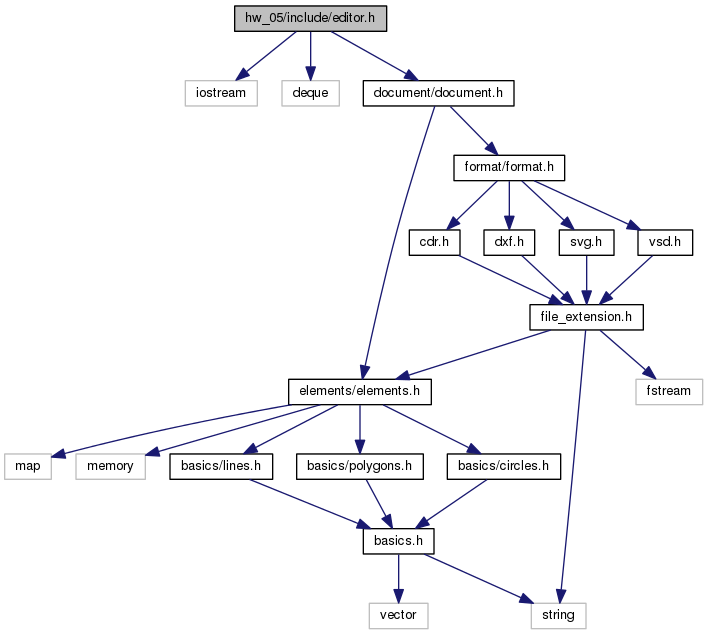 hw_05/include/editor.h
iostream
deque
document/document.h
format/format.h
cdr.h
dxf.h
svg.h
vsd.h
file_extension.h
elements/elements.h
fstream
map
memory
basics/lines.h
basics/polygons.h
basics/circles.h
basics.h
vector
string